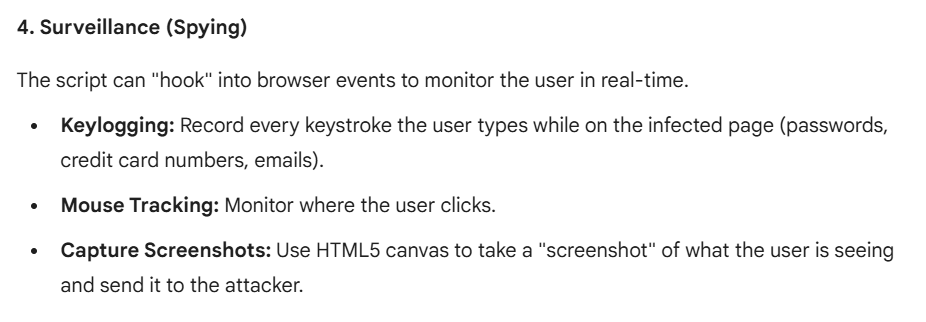 4. Surveillance (Spying)
The script can "hook" into browser events to monitor the user in real-time.
• Keylogging: Record every keystroke the user types while on the infected page (passwords,
credit card numbers, emails).
• Mouse Tracking: Monitor where the user clicks.
• Capture Screenshots: Use HTML5 canvas to take a "screenshot" of what the user is seeing
and send it to the attacker.